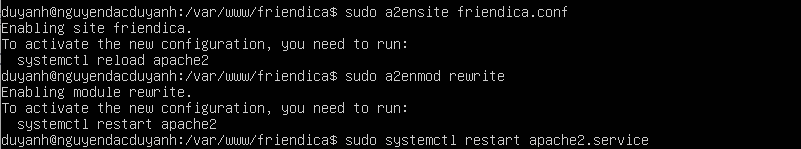 duyanh@nguyendacduyanh:/var/www/friendica$ sudo a2ensite friendica.conf
Enabling site friendica.
To activate the new configuration, you need to run:
  systemctl reload apache2
duyanh@nguyendacduyanh:/var/www/friendica$ sudo a2enmod rewrite
Enabling module rewrite.
To activate the new configuration, you need to run:
  systemctl restart apache2
duyanh@nguyendacduyanh:/var/www/friendica$ sudo systemctl restart apache2.service